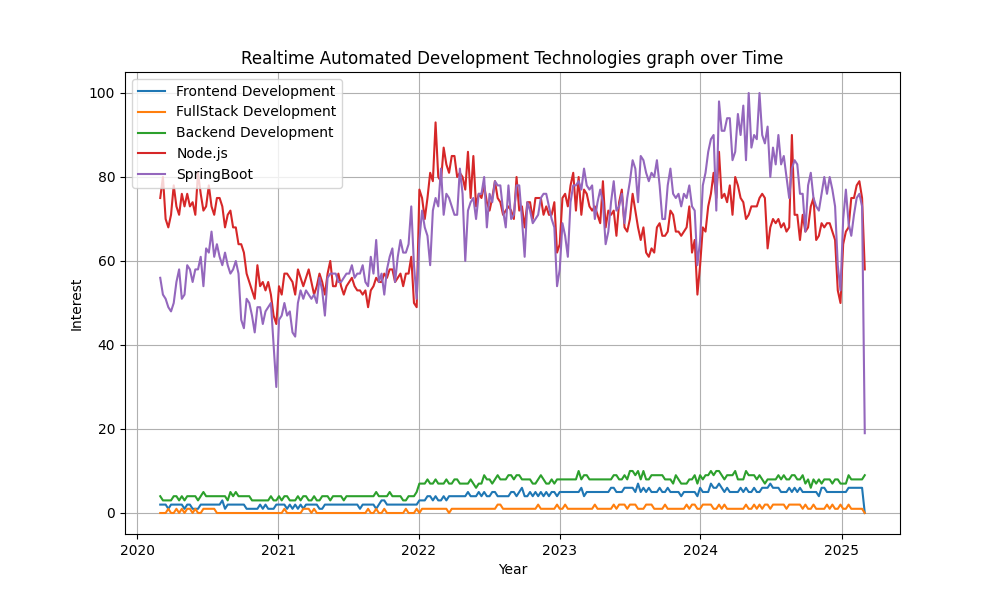 Realtime Automated Development Technologies graph over Time
Frontend Development
FullStack Development
Backend Development
Node.js
SpringBoot
100
80
60
40
20
0
Interest
2020
2021
2022
2023
2024
2025
Year